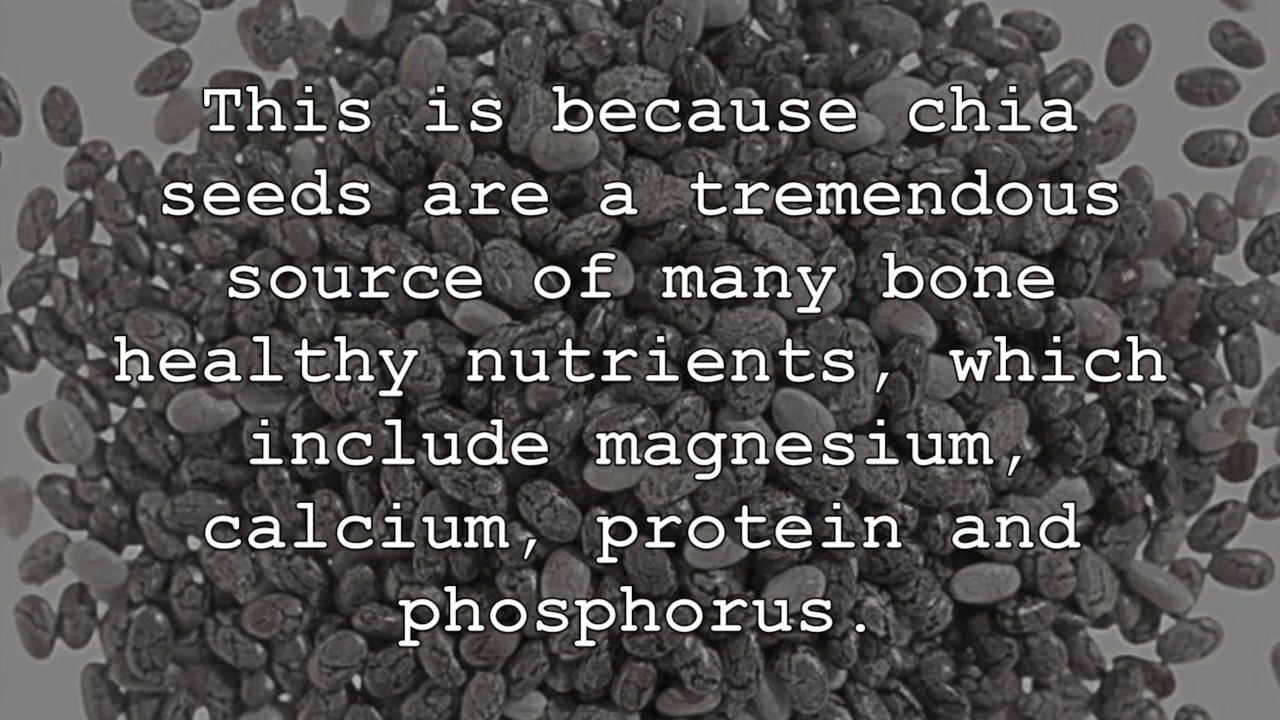 This is because chia
seeds are a tremendous
source of many bone
healthy nutrients, which
include magnesium,
calcium, protein and
phosphorus.